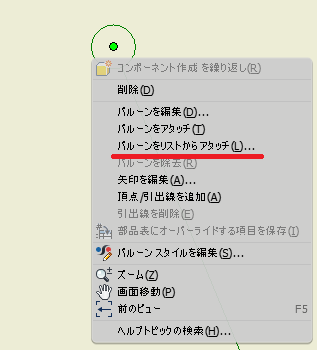 コンポーネント作成 を繰り返し(R)
削除(D)
バルーンを編集(D)...
バルーンをアタッチ(T)
バルーンをリストからアタッチ(L)...
バルーンを除去(R)
矢印を編集(A)...
頂点/引出線を追加(A)
引出線を削除(E)
部品表にオーバーライドする項目を保存(I)
バルーン スタイルを編集(S)...
ズーム(Z)
画面移動(P)
前のビュー F5
ヘルプトピックの検索(H)...